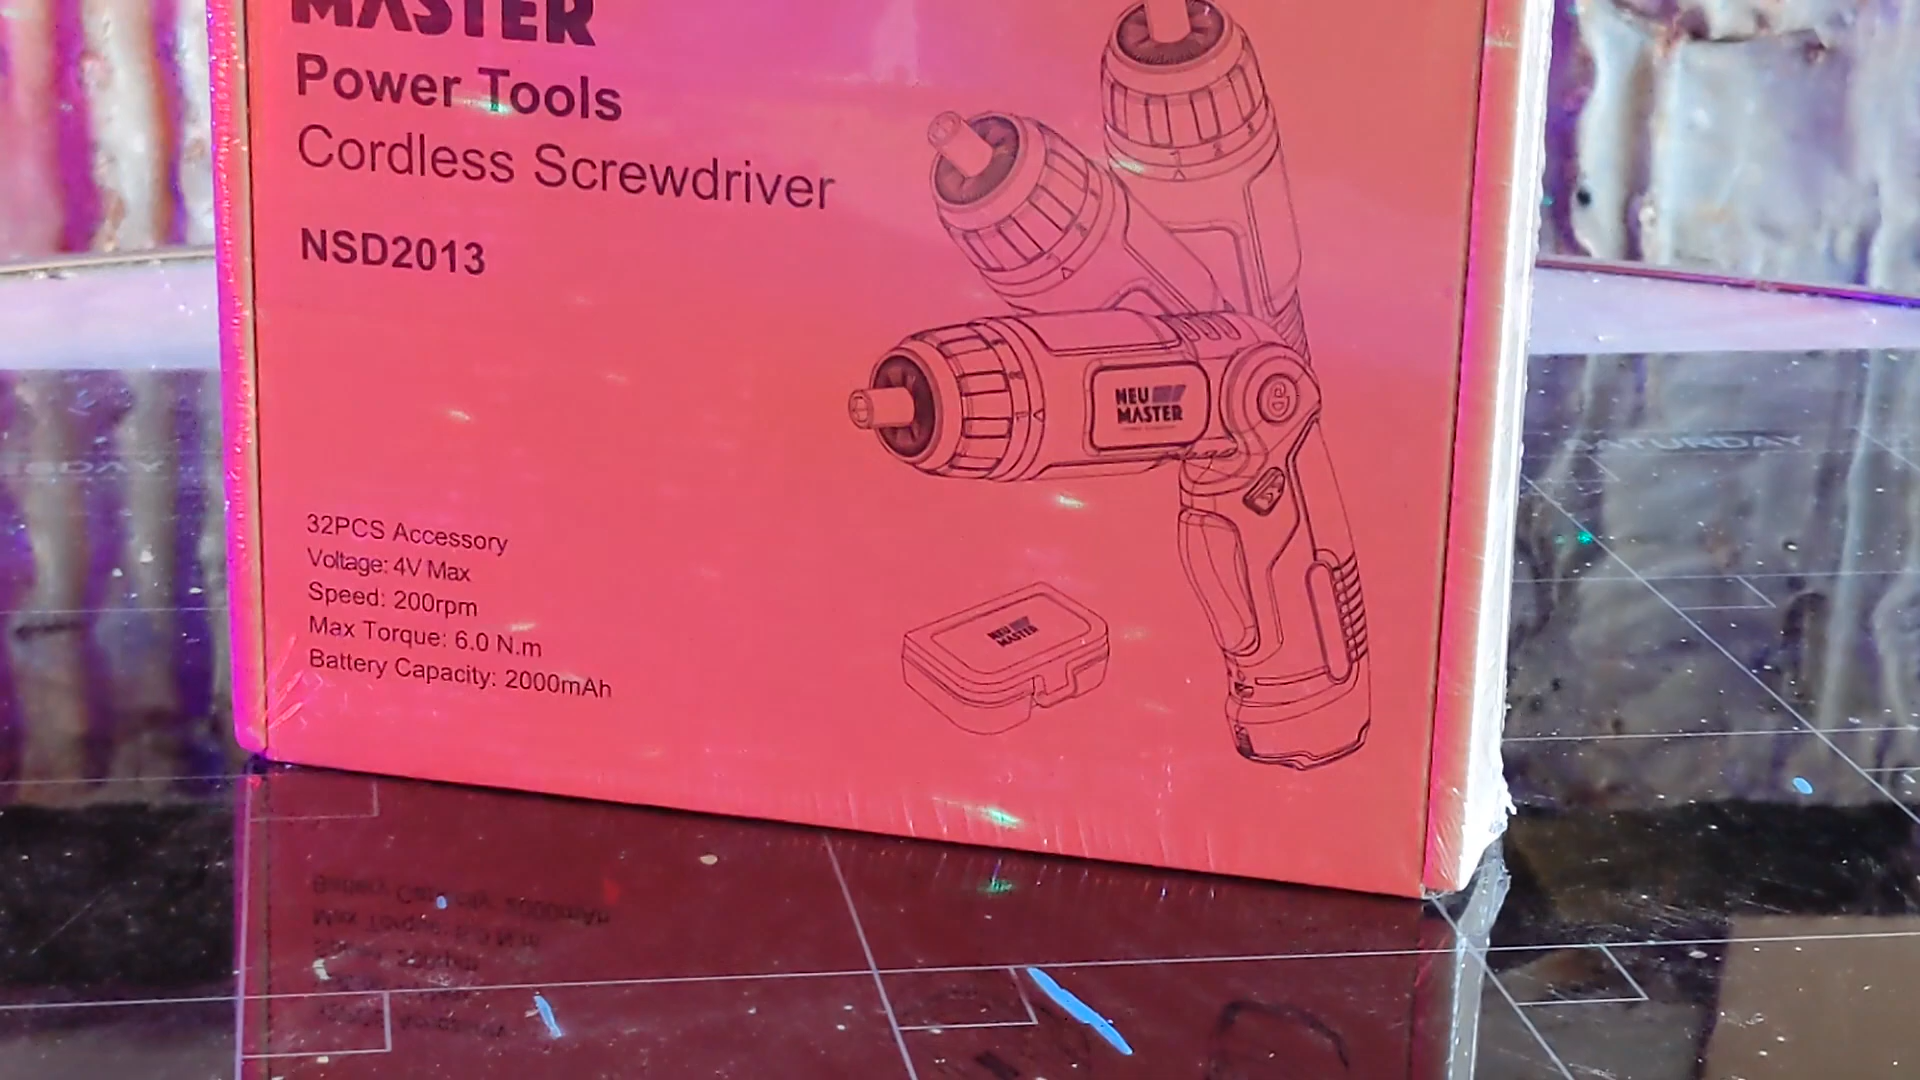 MASTER
Power Tools
Cordless Screwdriver
NSD2013
NEU
MASTER
32PCS Accessory
Voltage: 4V Max
Speed: 200rpm
Max Torque: 6.0 N.m
Battery Capacity: 2000mAh
NEU
MASTER
SATURDAY